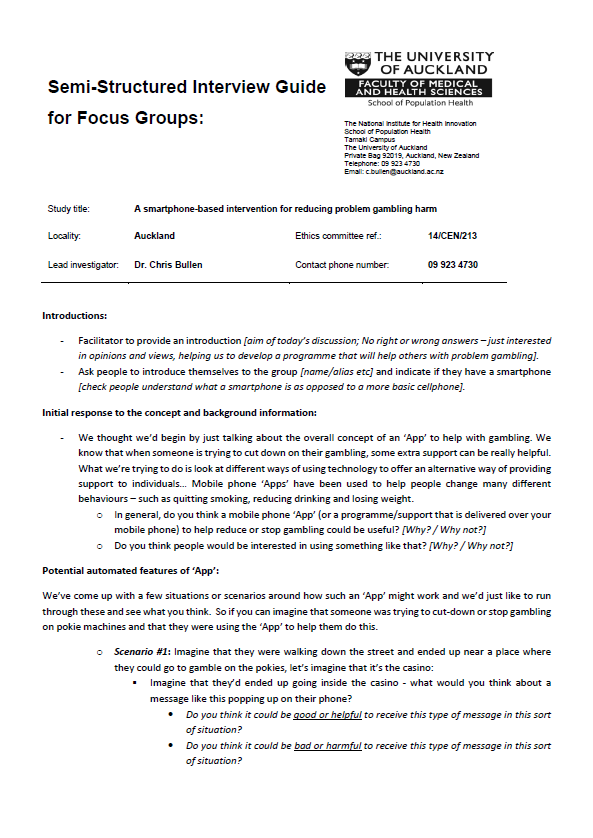 Semi-Structured Interview Guide
for Focus Groups:
THE UNIVERSITY
OF AUCKLAND
FACULTY OF MEDICAL
AND HEALTH SCIENCES
School of Population Health
The National Institute for Health Innovation
School of Population Health
Tamaki Campus
The University of Auckland
Private Bag 92019, Auckland, New Zealand
Telephone: 09 923 4730
Email: c.bullen@auckland.ac.nz
Study title: A smartphone-based intervention for reducing problem gambling harm
Locality: Auckland Ethics committee ref.: 14/CEN/213
Lead investigator: Dr. Chris Bullen Contact phone number: 09 923 4730
Introductions:
- Facilitator to provide an introduction [aim of today's discussion; No right or wrong answers – just interested
in opinions and views, helping us to develop a programme that will help others with problem gambling].
- Ask people to introduce themselves to the group [name/alias etc] and indicate if they have a smartphone
[check people understand what a smartphone is as opposed to a more basic cellphone].
Initial response to the concept and background information:
- We thought we'd begin by just talking about the overall concept of an 'App' to help with gambling. We
know that when someone is trying to cut down on their gambling, some extra support can be really helpful.
What we're trying to do is look at different ways of using technology to offer an alternative way of providing
support to individuals... Mobile phone 'Apps' have been used to help people change many different
behaviours – such as quitting smoking, reducing drinking and losing weight.
o In general, do you think a mobile phone 'App' (or a programme/support that is delivered over your
mobile phone) to help reduce or stop gambling could be useful? [Why? / Why not?]
o Do you think people would be interested in using something like that? [Why? / Why not?]
Potential automated features of 'App':
We've come up with a few situations or scenarios around how such an 'App' might work and we'd just like to run
through these and see what you think. So if you can imagine that someone was trying to cut-down or stop gambling
on pokie machines and that they were using the 'App' to help them do this.
o Scenario #1: Imagine that they were walking down the street and ended up near a place where
they could go to gamble on the pokies, let's imagine that it's the casino:
▪ Imagine that they'd ended up going inside the casino - what would you think about a
message like this popping up on their phone?
• Do you think it could be good or helpful to receive this type of message in this sort
of situation?
• Do you think it could be bad or harmful to receive this type of message in this sort
of situation?